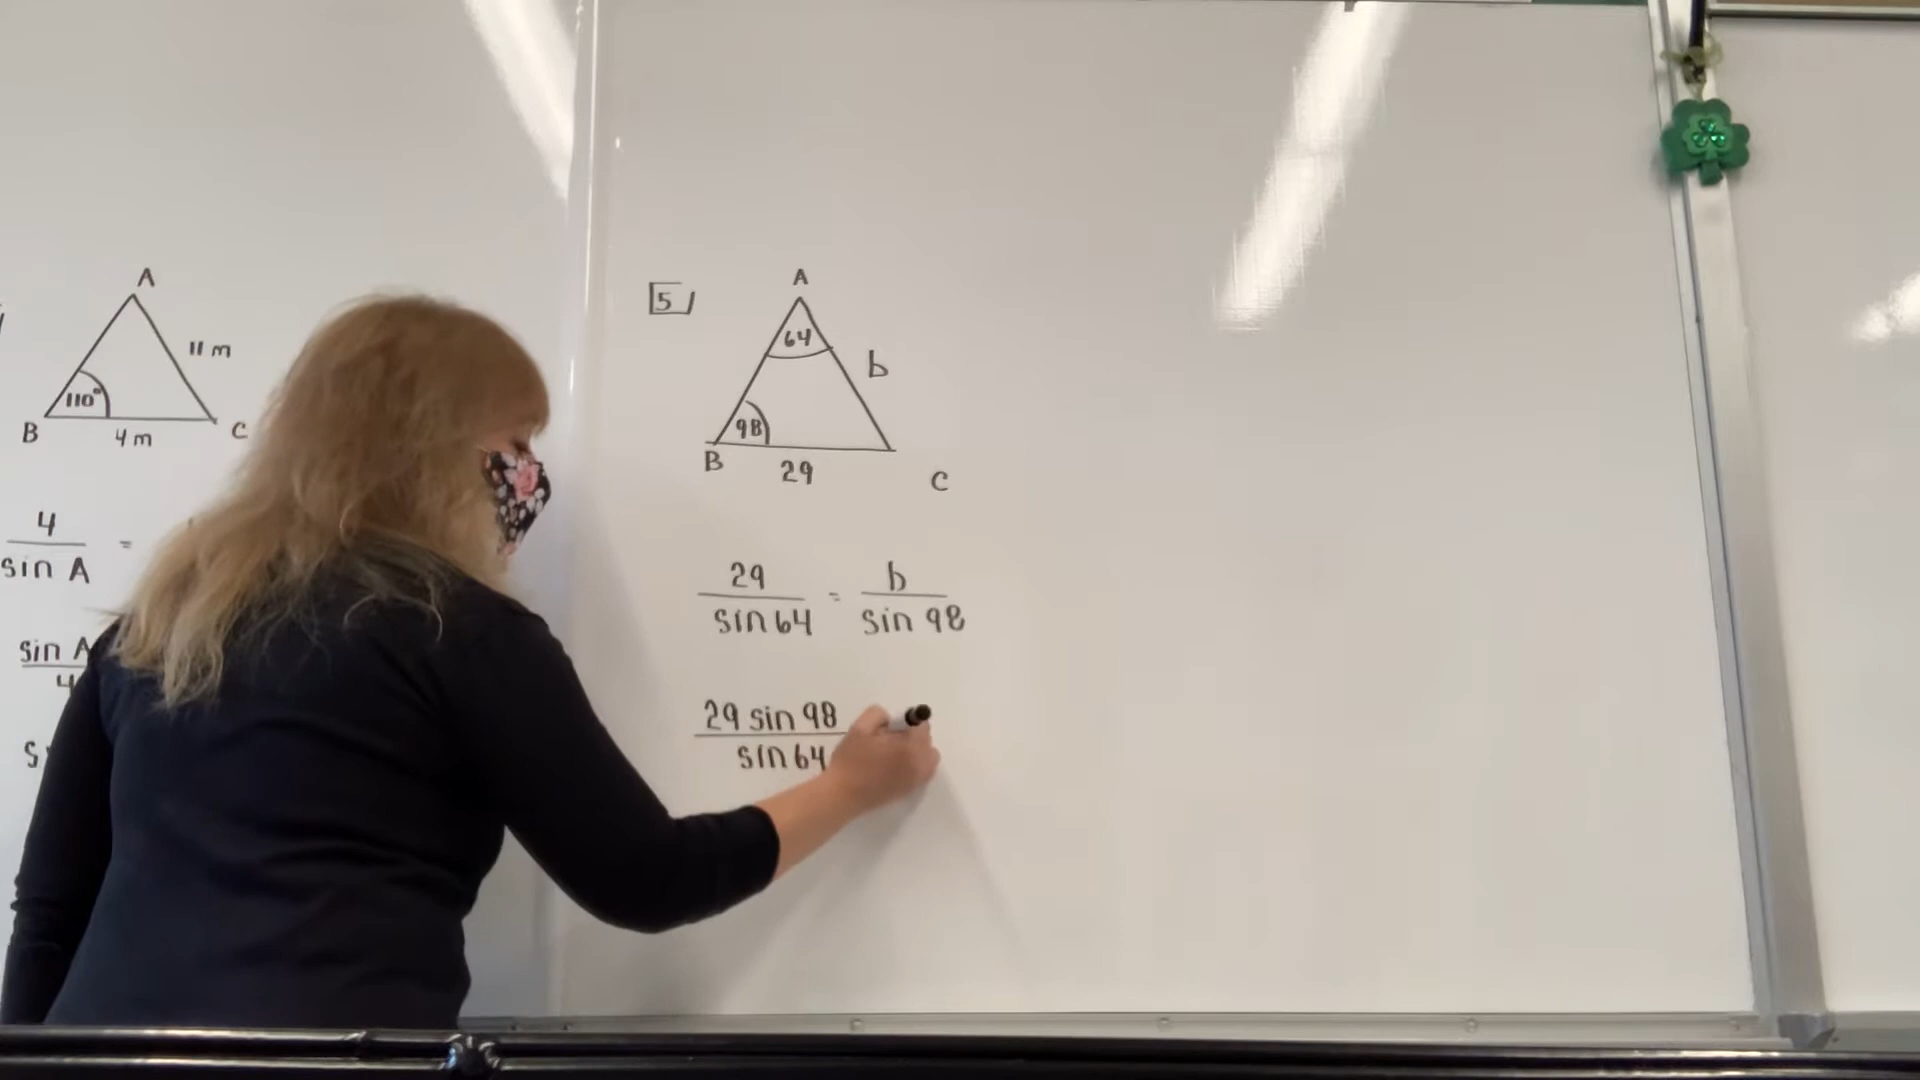 A
11 m
110°
B
4 m
C
4
sin A
=
sin A
4
S
5
A
64
b
98
B
29
C
29 = b
sin 64 sin 98
29 sin 98
sin 64